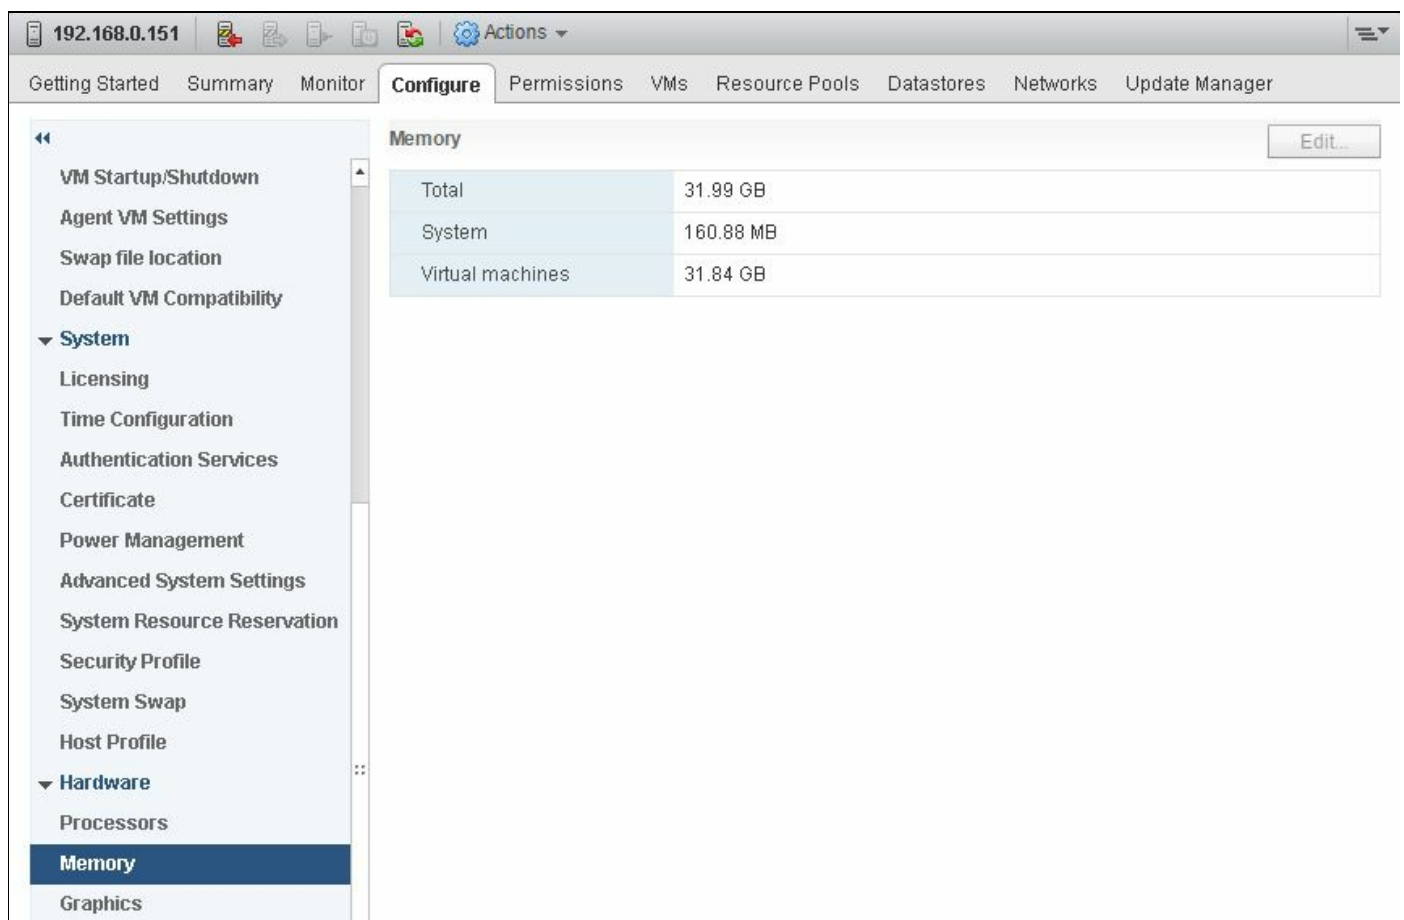 192.168.0.151 Actions
Getting Started Summary Monitor Configure Permissions VMs Resource Pools Datastores Networks Update Manager
Memory Edit...
VM Startup/Shutdown
Agent VM Settings
Swap file location
Default VM Compatibility
System
Licensing
Time Configuration
Authentication Services
Certificate
Power Management
Advanced System Settings
System Resource Reservation
Security Profile
System Swap
Host Profile
Hardware
Processors
Memory
Graphics
Total 31.99 GB
System 160.88 MB
Virtual machines 31.84 GB